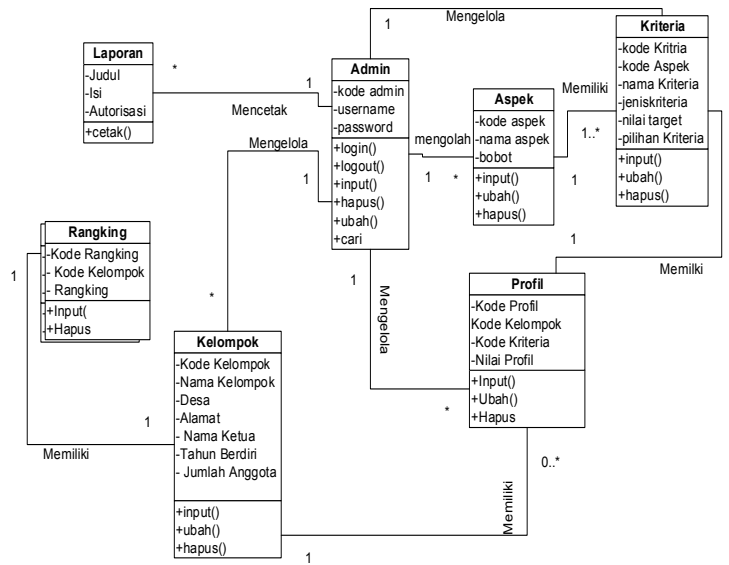 Laporan
-Judul
-Isi
-Autorisasi
+cetak()
*
1
Mencetak
1
Mengelola
1
Admin
-kode admin
-username
-password
+login()
+logout()
+input()
+hapus()
+ubah()
+cari
Kriteria
-kode Kritria
-kode Aspek
-nama Kriteria
-jeniskriteria
-nilai target
-pilihan Kriteria
+input()
+ubah()
+hapus()
Aspek
-kode aspek
-nama aspek
-bobot
+input()
+ubah()
+hapus()
Memiliki
1..*
1
mengolah
1
*
Mengelola
1
*
Rangking
-Kode Rangking
- Kode Kelompok
- Rangking
+Input(
+Hapus
1
1
Memiliki
Kelompok
-Kode Kelompok
-Nama Kelompok
-Desa
-Alamat
- Nama Ketua
-Tahun Berdiri
- Jumlah Anggota
+input()
+ubah()
+hapus()
1
Mengelola
*
Profil
-Kode Profil
Kode Kelompok
-Kode Kriteria
-Nilai Profil
+Input()
+Ubah()
+Hapus
1
Memilki
0..*
Memiliki
1